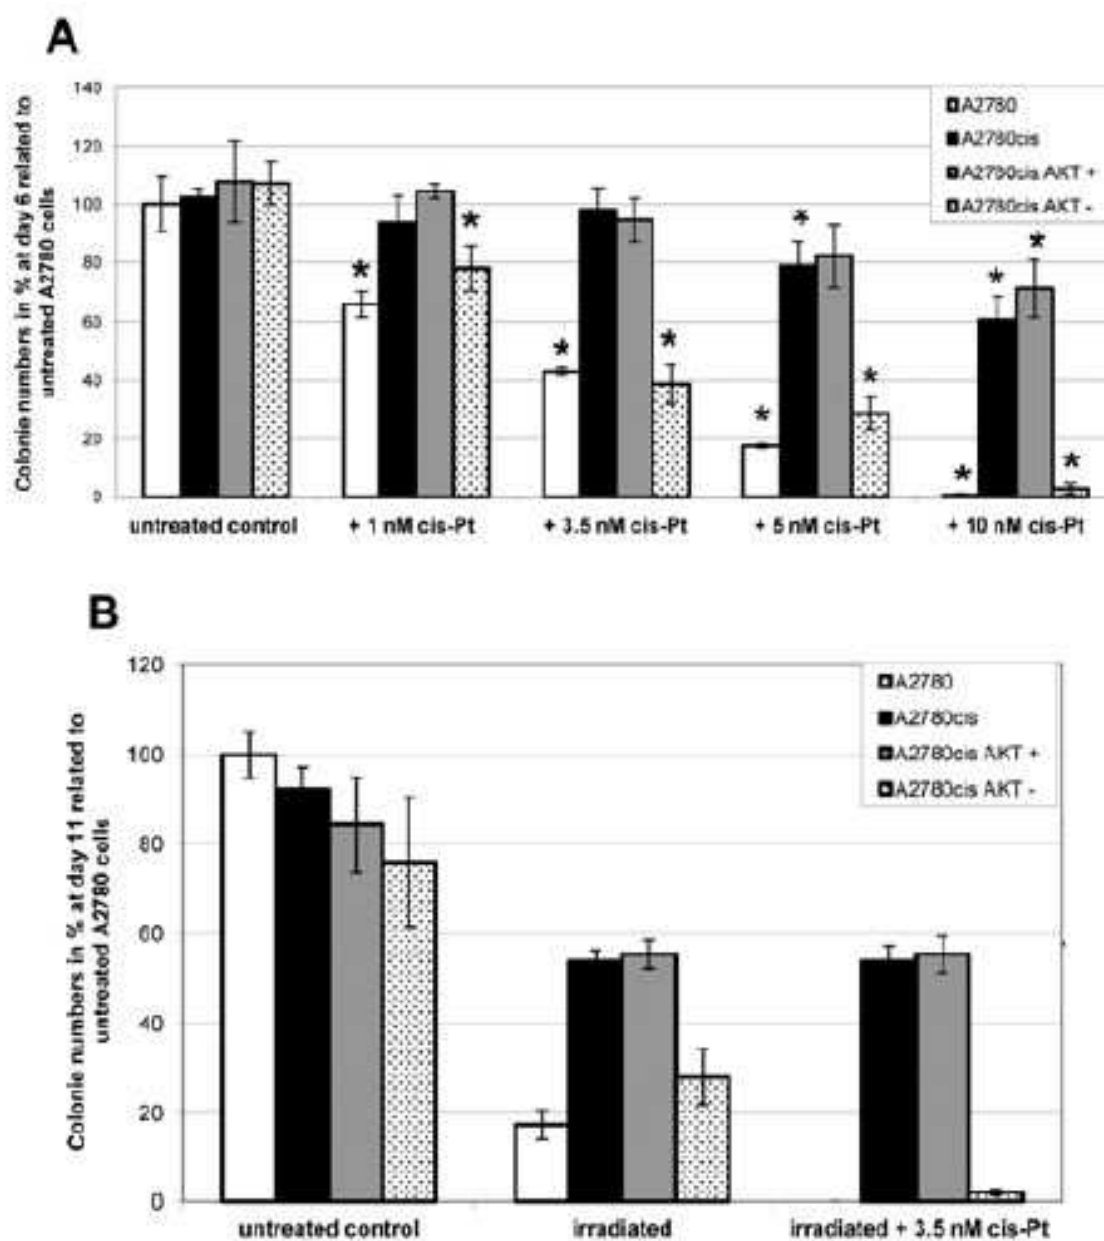 A
Colonie numbers in % at day 6 related to
untreated A2780 cells
140
120
100
80
60
40
20
0
A2780
A2780cis
A2780cis AKT +
A2780cis AKT -
*
*
*
*
*
*
*
*
*
*
*
*
untreated control
+ 1 nM cis-Pt
+ 3.5 nM cis-Pt
+ 5 nM cis-Pt
+ 10 nM cis-Pt
B
Colonie numbers in % at day 11 related to
untreated A2780 cells
120
100
80
60
40
20
0
A2780
A2780cis
A2780cis AKT +
A2780cis AKT -
untreated control
irradiated
irradiated + 3.5 nM cis-Pt